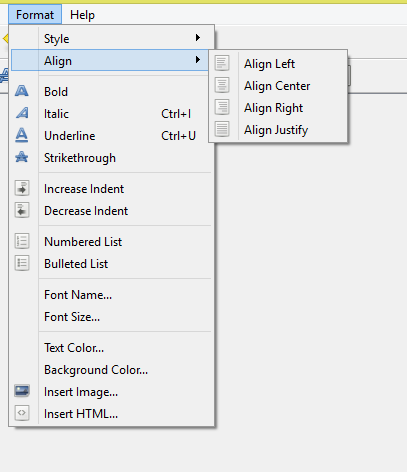 Format Help
Style
Align
Align Left
Align Center
Align Right
Align Justify
Bold
Italic Ctrl+I
Underline Ctrl+U
Strikethrough
Increase Indent
Decrease Indent
Numbered List
Bulleted List
Font Name...
Font Size...
Text Color...
Background Color...
Insert Image...
Insert HTML...